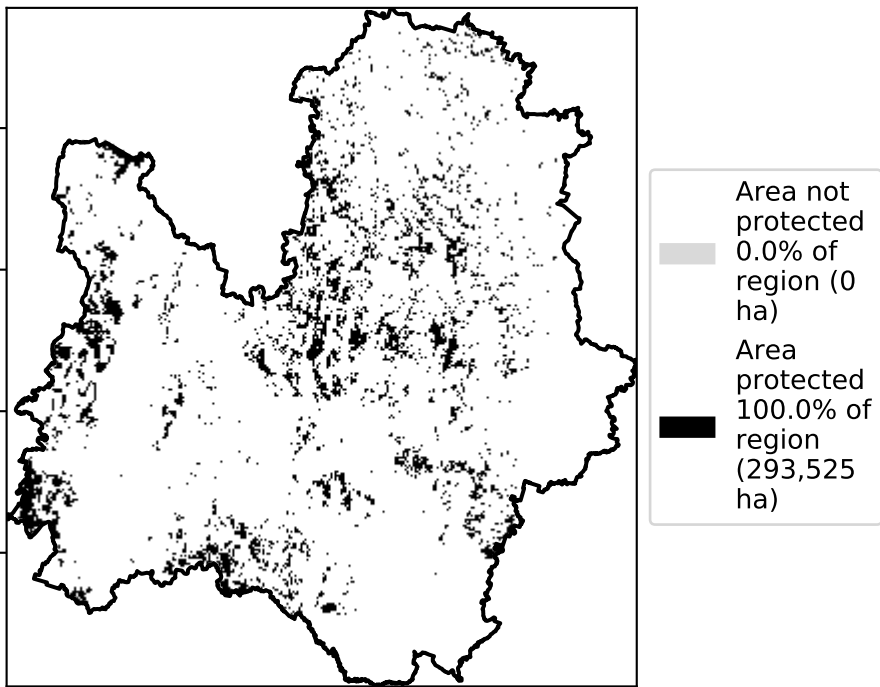 Area not
protected
0.0% of
region (0
ha)
Area
protected
100.0% of
region
(293,525
ha)